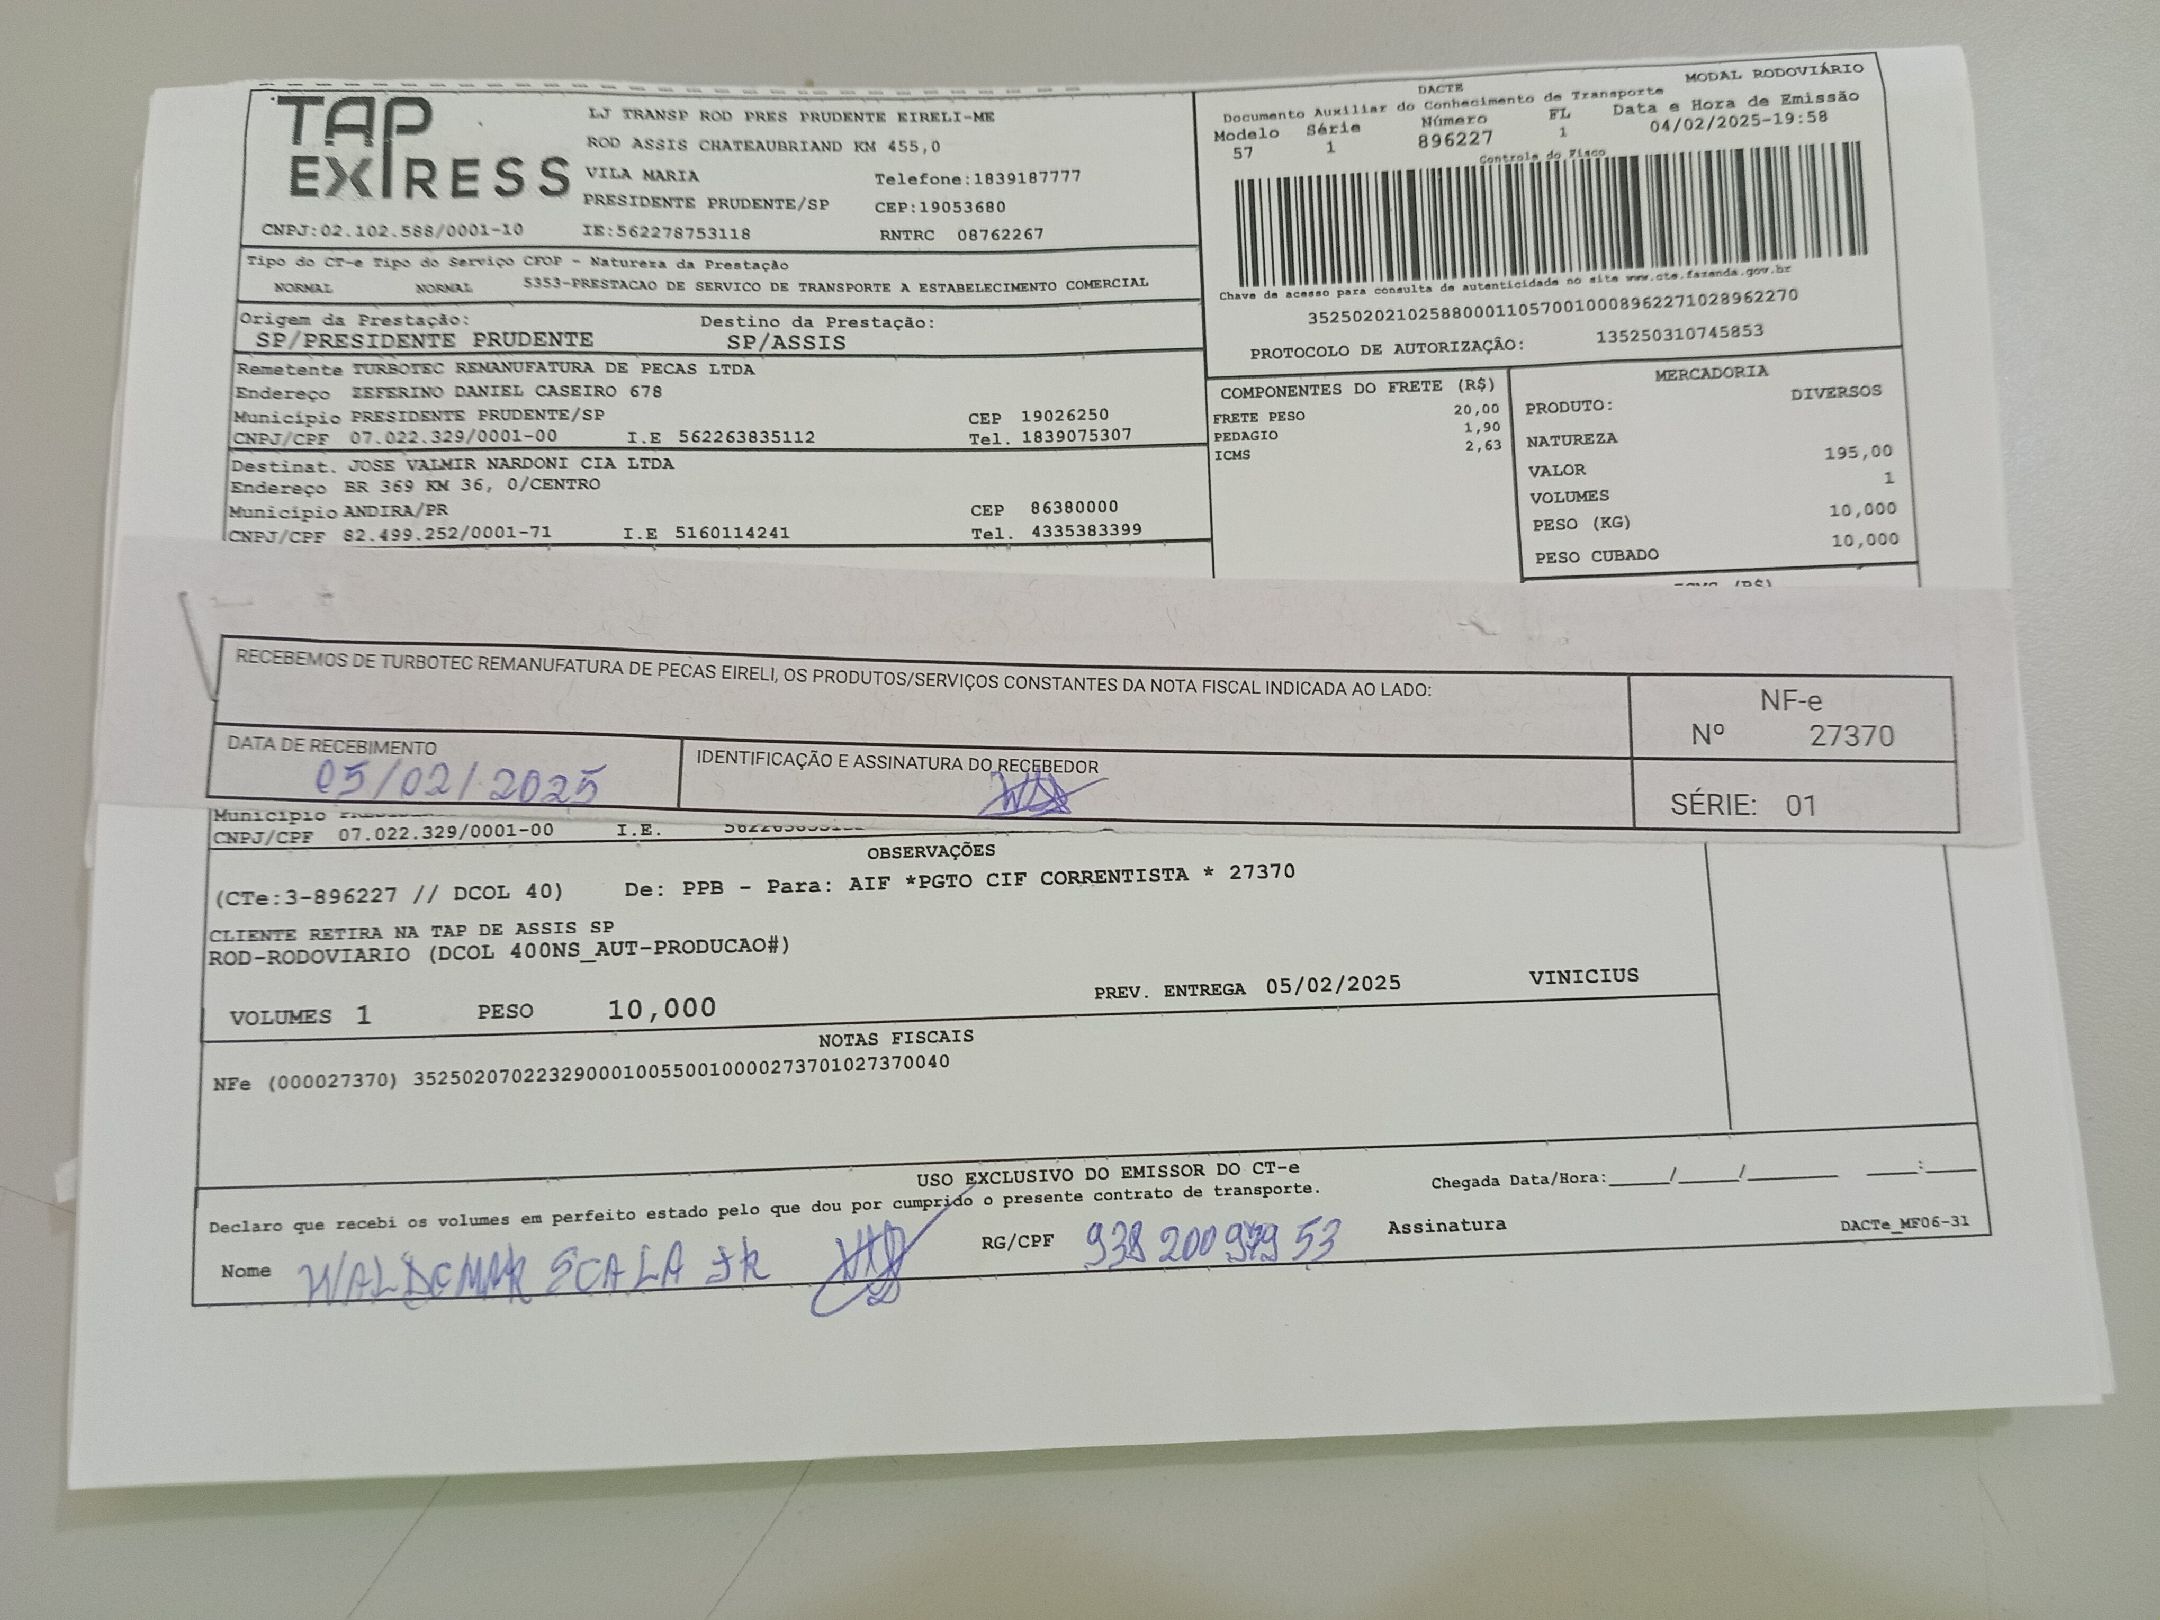 TAP
EXPRESS
LJ TRANSP ROD PRES PRUDENTE EIRELI-ME
ROD ASSIS CHATEAUBRIAND KM 455,0
VILA MARIA Telefone:1839187777
PRESIDENTE PRUDENTE/SP CEP:19053680
CNPJ:02.102.588/0001-10 IE:562278753118 RNTRC 08762267
DACTE MODAL RODOVIÁRIO
Documento Auxiliar do Conhecimento de Transporte
Modelo Série Número FL Data e Hora de Emissão
57 1 896227 1 04/02/2025-19:58
Controle do Fisco
Chave de acesso para consulta de autenticidade no site www.cte.fazenda.gov.br
35250202102588000110570010008962271028962270
PROTOCOLO DE AUTORIZAÇÃO: 135250310745853
Tipo do CT-e Tipo do Serviço CFOP - Natureza da Prestação
NORMAL NORMAL 5353-PRESTACAO DE SERVICO DE TRANSPORTE A ESTABELECIMENTO COMERCIAL
Origem da Prestação: Destino da Prestação:
SP/PRESIDENTE PRUDENTE SP/ASSIS
Remetente TURBOTEC REMANUFATURA DE PECAS LTDA
Endereço ZEFERINO DANIEL CASEIRO 678
Município PRESIDENTE PRUDENTE/SP CEP 19026250
CNPJ/CPF 07.022.329/0001-00 I.E 562263835112 Tel. 1839075307
Destinat. JOSE VALMIR NARDONI CIA LTDA
Endereço BR 369 KM 36, 0/CENTRO
Município ANDIRA/PR CEP 86380000
CNPJ/CPF 82.499.252/0001-71 I.E 5160114241 Tel. 4335383399
COMPONENTES DO FRETE (R$)
FRETE PESO 20,00
PEDAGIO 1,90
ICMS 2,63
MERCADORIA
PRODUTO: DIVERSOS
NATUREZA
VALOR 195,00
VOLUMES 1
PESO (KG) 10,000
PESO CUBADO 10,000
RECEBEMOS DE TURBOTEC REMANUFATURA DE PECAS EIRELI, OS PRODUTOS/SERVIÇOS CONSTANTES DA NOTA FISCAL INDICADA AO LADO:
NF-e
Nº 27370
SÉRIE: 01
DATA DE RECEBIMENTO
05/02/2025
IDENTIFICAÇÃO E ASSINATURA DO RECEBEDOR
Município
CNPJ/CPF 07.022.329/0001-00 I.E.
OBSERVAÇÕES
(CTe:3-896227 // DCOL 40) De: PPB - Para: AIF *PGTO CIF CORRENTISTA * 27370
CLIENTE RETIRA NA TAP DE ASSIS SP
ROD-RODOVIARIO (DCOL 400NS_AUT-PRODUCAO#)
VOLUMES 1 PESO 10,000 PREV. ENTREGA 05/02/2025 VINICIUS
NOTAS FISCAIS
NFe (000027370) 35250207022329000100550010000273701027370040
USO EXCLUSIVO DO EMISSOR DO CT-e
Declaro que recebi os volumes em perfeito estado pelo que dou por cumprido o presente contrato de transporte. Chegada Data/Hora:____/____/______ ____:____
Nome WALDEMAR SCALA JR RG/CPF 938 200 979 53 Assinatura DACTe_MF06-31